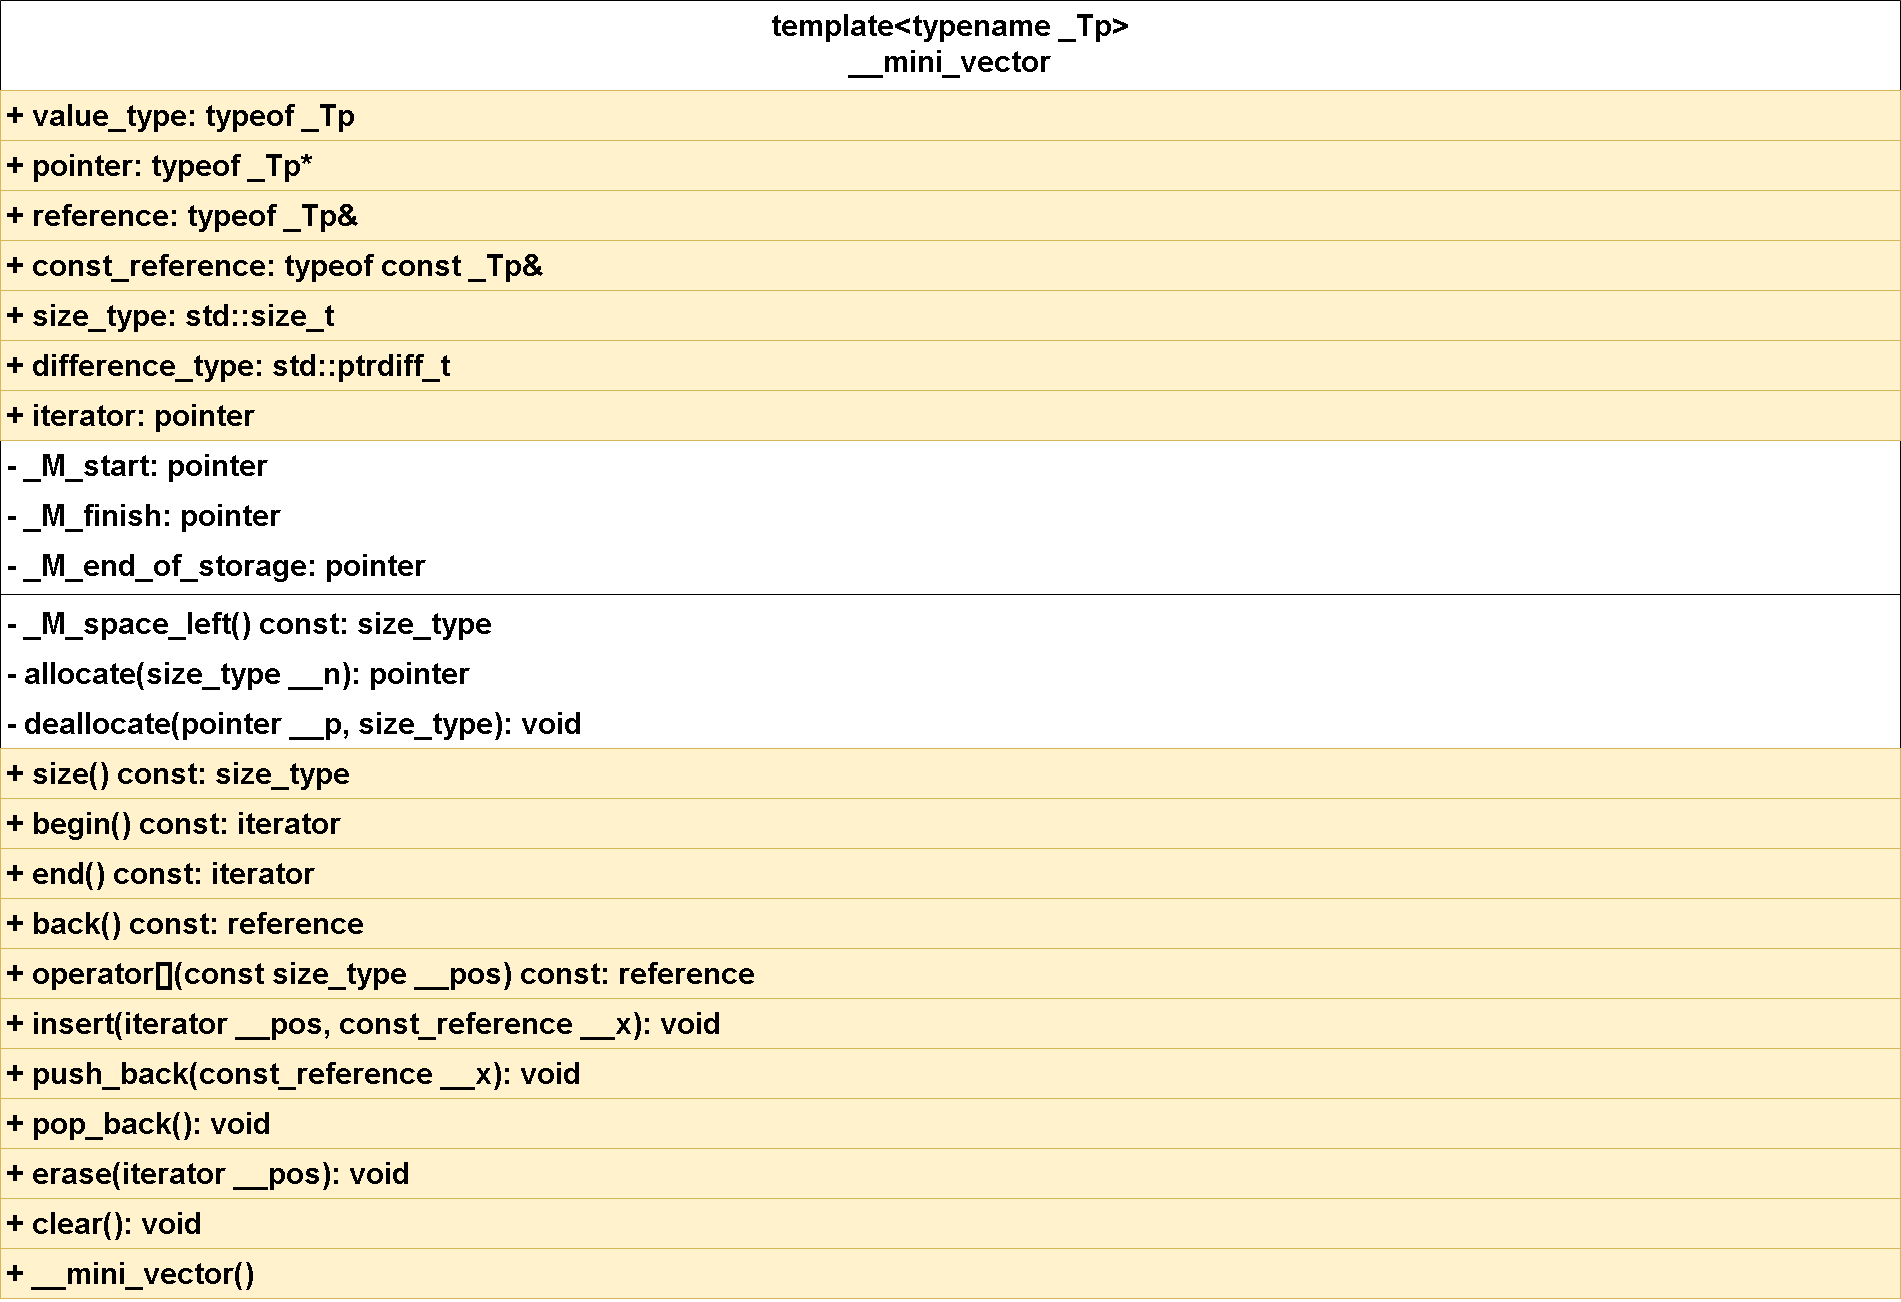 template<typename _Tp>
__mini_vector
+ value_type: typeof _Tp
+ pointer: typeof _Tp*
+ reference: typeof _Tp&
+ const_reference: typeof const _Tp&
+ size_type: std::size_t
+ difference_type: std::ptrdiff_t
+ iterator: pointer
- _M_start: pointer
- _M_finish: pointer
- _M_end_of_storage: pointer
- _M_space_left() const: size_type
- allocate(size_type __n): pointer
- deallocate(pointer __p, size_type): void
+ size() const: size_type
+ begin() const: iterator
+ end() const: iterator
+ back() const: reference
+ operator[](const size_type __pos) const: reference
+ insert(iterator __pos, const_reference __x): void
+ push_back(const_reference __x): void
+ pop_back(): void
+ erase(iterator __pos): void
+ clear(): void
+ __mini_vector()